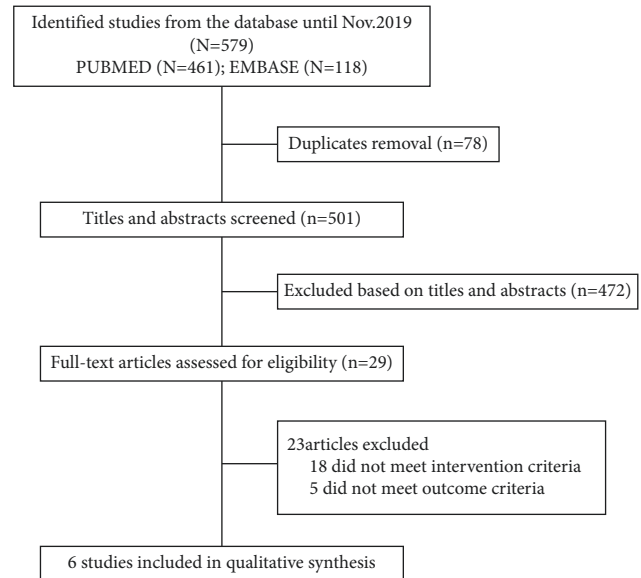 Identified studies from the database until Nov.2019
(N=579)
PUBMED (N=461); EMBASE (N=118)
Duplicates removal (n=78)
Titles and abstracts screened (n=501)
Excluded based on titles and abstracts (n=472)
Full-text articles assessed for eligibility (n=29)
23articles excluded
18 did not meet intervention criteria
5 did not meet outcome criteria
6 studies included in qualitative synthesis